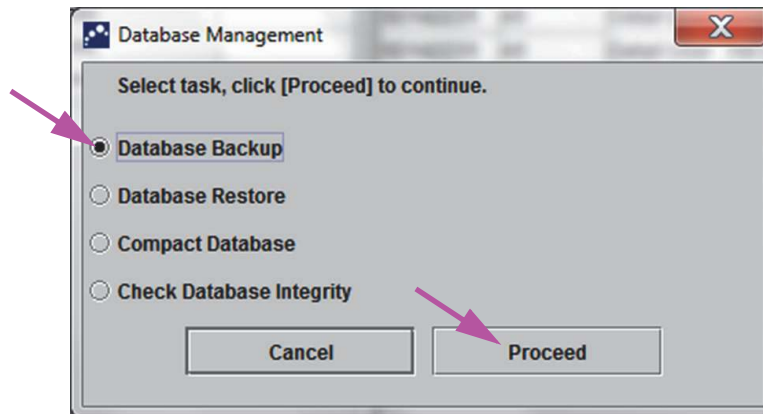 Database Management
Select task, click [Proceed] to continue.
Database Backup
Database Restore
Compact Database
Check Database Integrity
Cancel Proceed